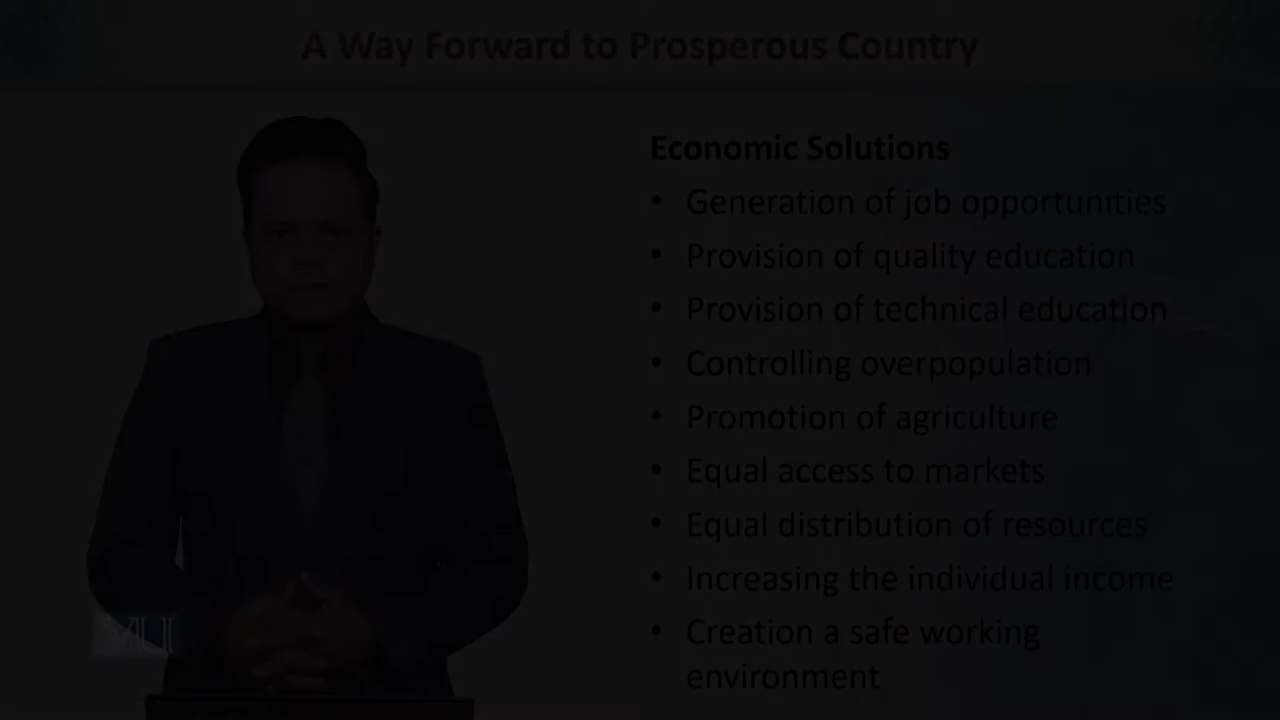 A Way Forward to Prosperous Country
Economic Solutions
• Generation of job opportunities
• Provision of quality education
• Provision of technical education
• Controlling overpopulation
• Promotion of agriculture
• Equal access to markets
• Equal distribution of resources
• Increasing the individual income
• Creation a safe working
environment
VU